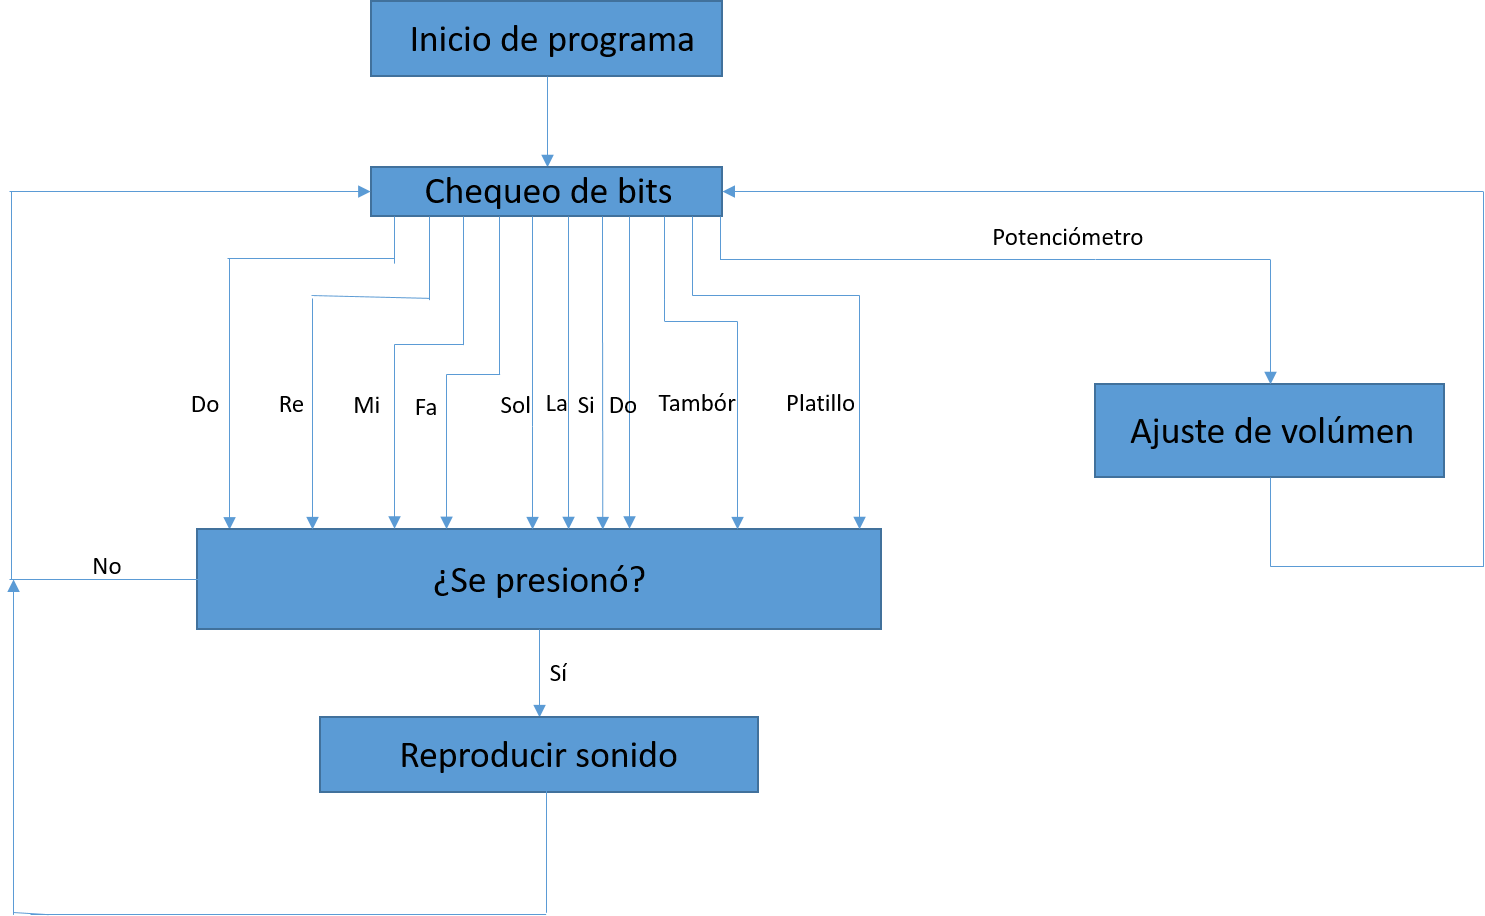 Inicio de programa
Chequeo de bits
Potenciómetro
Do
Re
Mi
Fa
Sol
La
Si
Do
Tambór
Platillo
Ajuste de volúmen
No
¿Se presionó?
Sí
Reproducir sonido